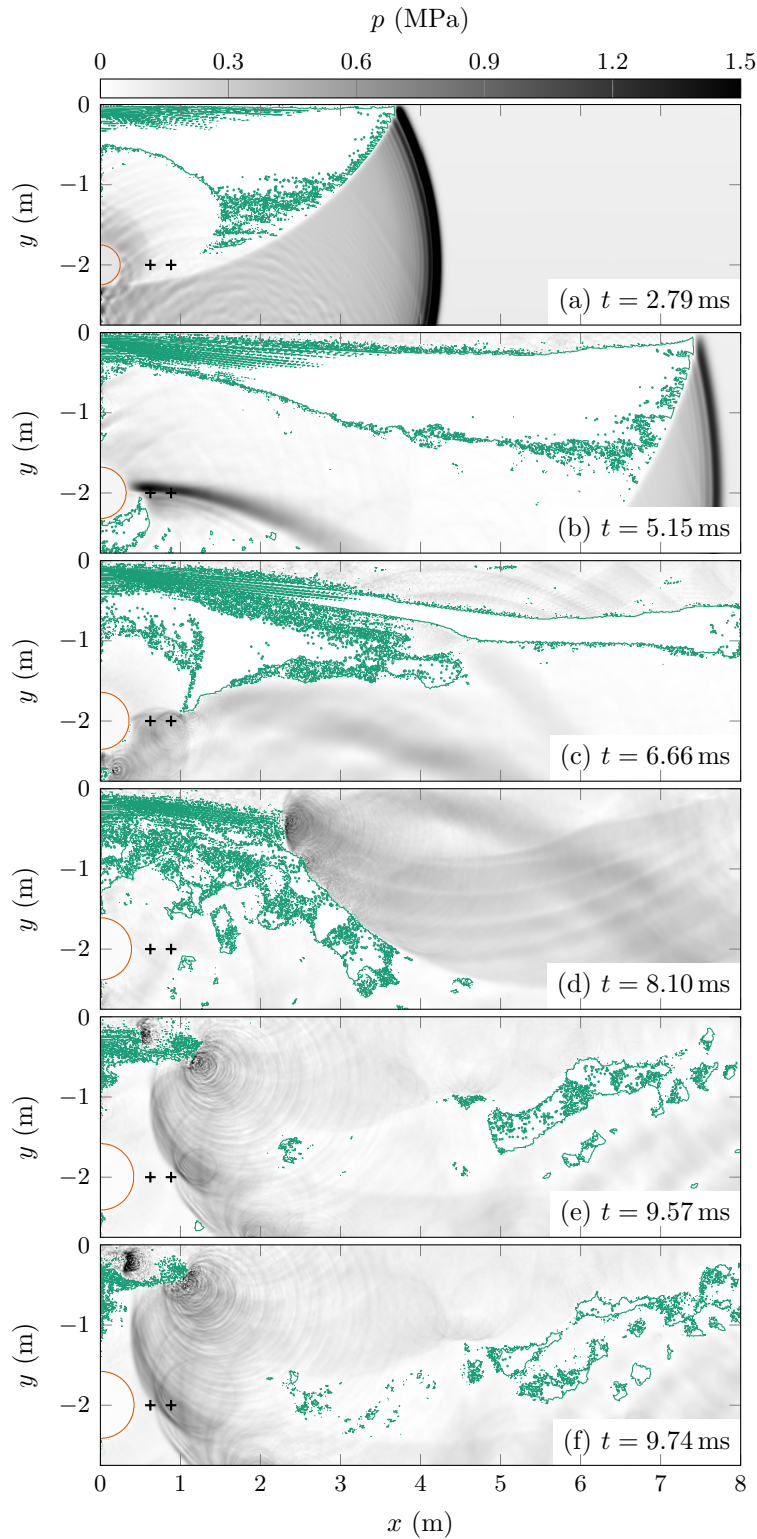 p (MPa)
0 0.3 0.6 0.9 1.2 1.5
0
−1
−2
y (m)
(a) t = 2.79 ms
0
−1
−2
y (m)
(b) t = 5.15 ms
0
−1
−2
y (m)
(c) t = 6.66 ms
0
−1
−2
y (m)
(d) t = 8.10 ms
0
−1
−2
y (m)
(e) t = 9.57 ms
0
−1
−2
y (m)
(f) t = 9.74 ms
0 1 2 3 4 5 6 7 8
x (m)